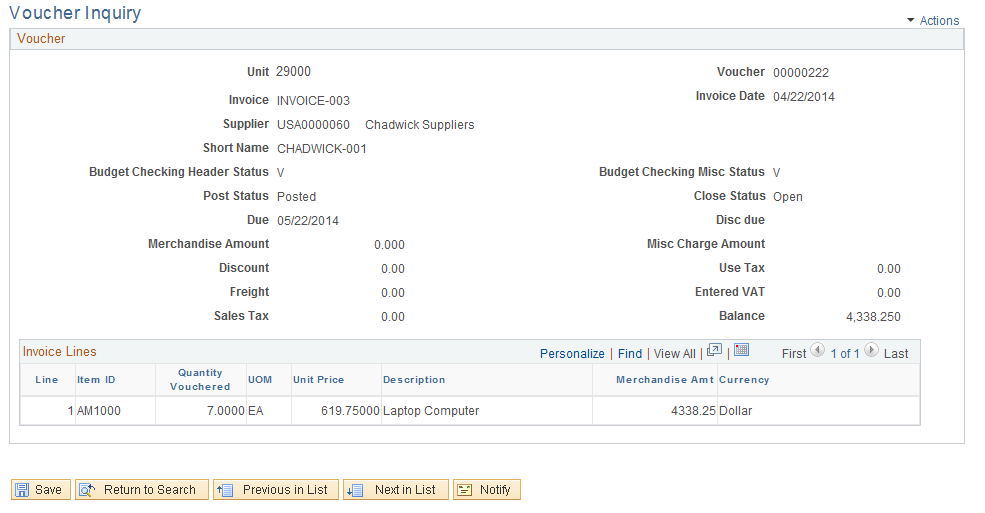 Voucher Inquiry
Actions
Voucher
Unit 29000 Voucher 00000222
Invoice INVOICE-003 Invoice Date 04/22/2014
Supplier USA0000060 Chadwick Suppliers
Short Name CHADWICK-001
Budget Checking Header Status V Budget Checking Misc Status V
Post Status Posted Close Status Open
Due 05/22/2014 Disc due
Merchandise Amount 0.000 Misc Charge Amount
Discount 0.00 Use Tax 0.00
Freight 0.00 Entered VAT 0.00
Sales Tax 0.00 Balance 4,338.250
Invoice Lines Personalize | Find | View All | | First 1 of 1 Last
Line Item ID Quantity Vouchered UOM Unit Price Description Merchandise Amt Currency
1 AM1000 7.0000 EA 619.75000 Laptop Computer 4338.25 Dollar
Save Return to Search Previous in List Next in List Notify